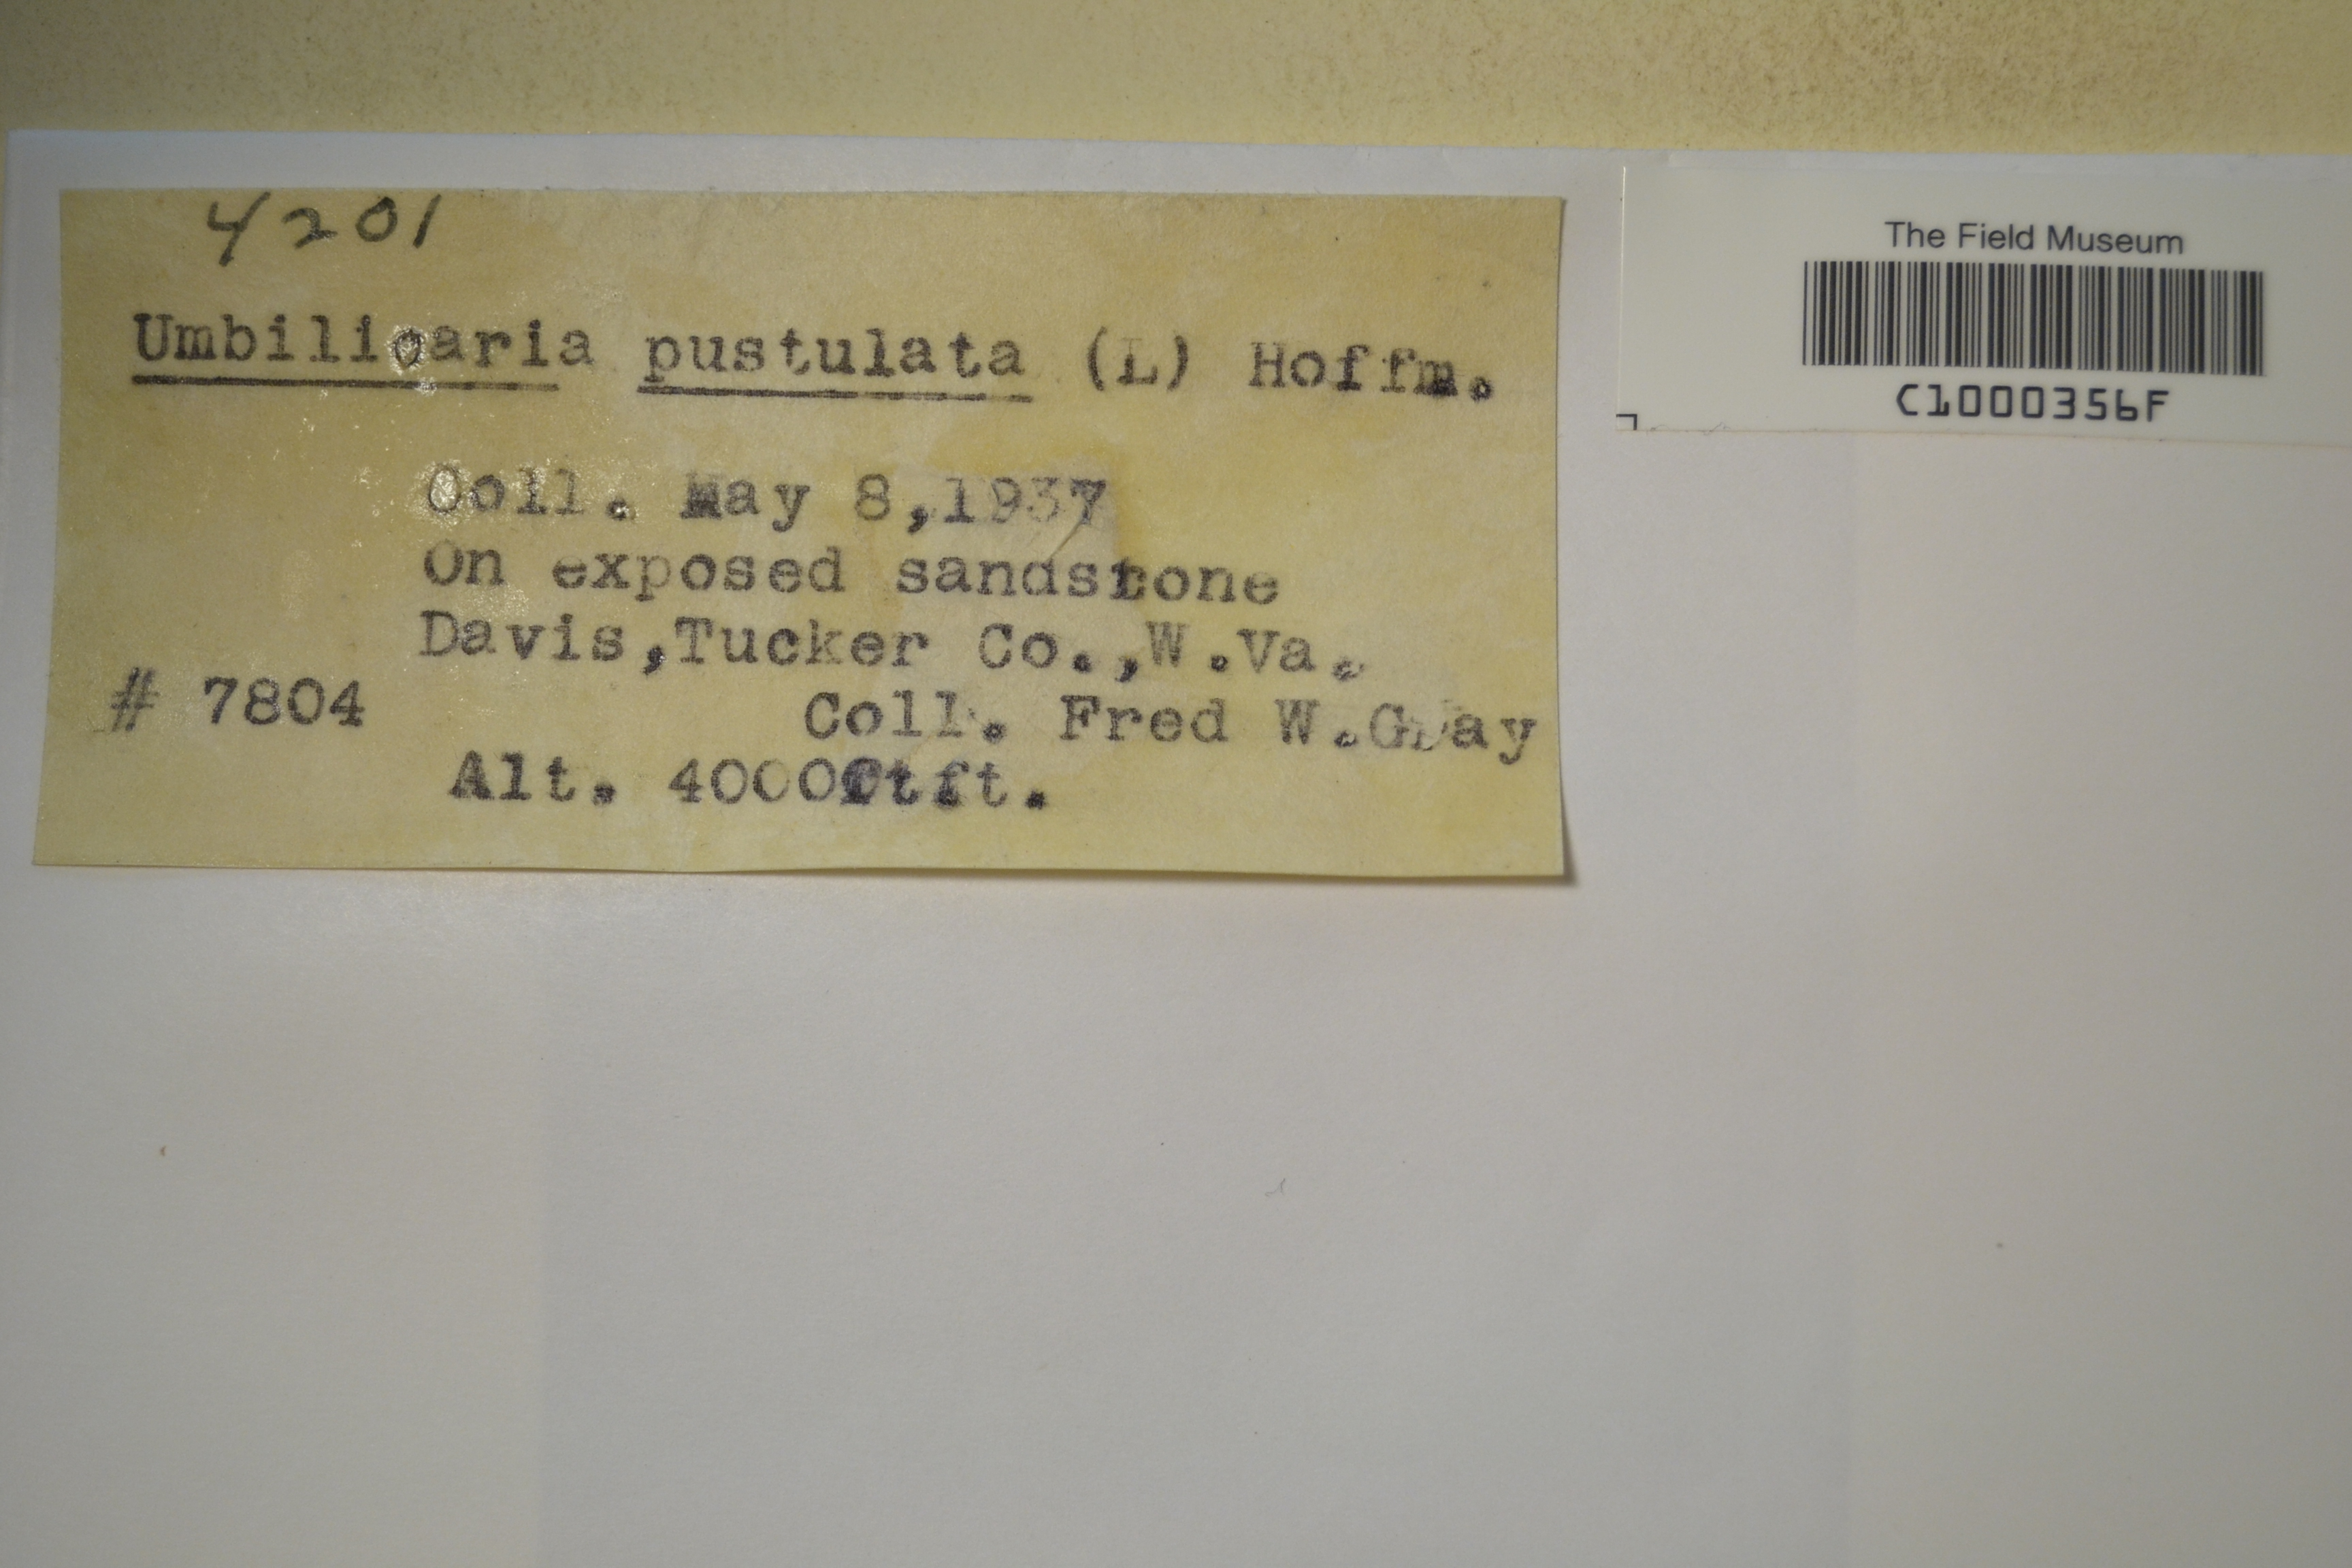 4201
Umbilicaria pustulata (L) Hoffm.
Coll. May 8,1937
On exposed sandstone
Davis,Tucker Co.,W.Va.
# 7804 Coll. Fred W.Gray
Alt. 4000 ft.
The Field Museum
C1000356F